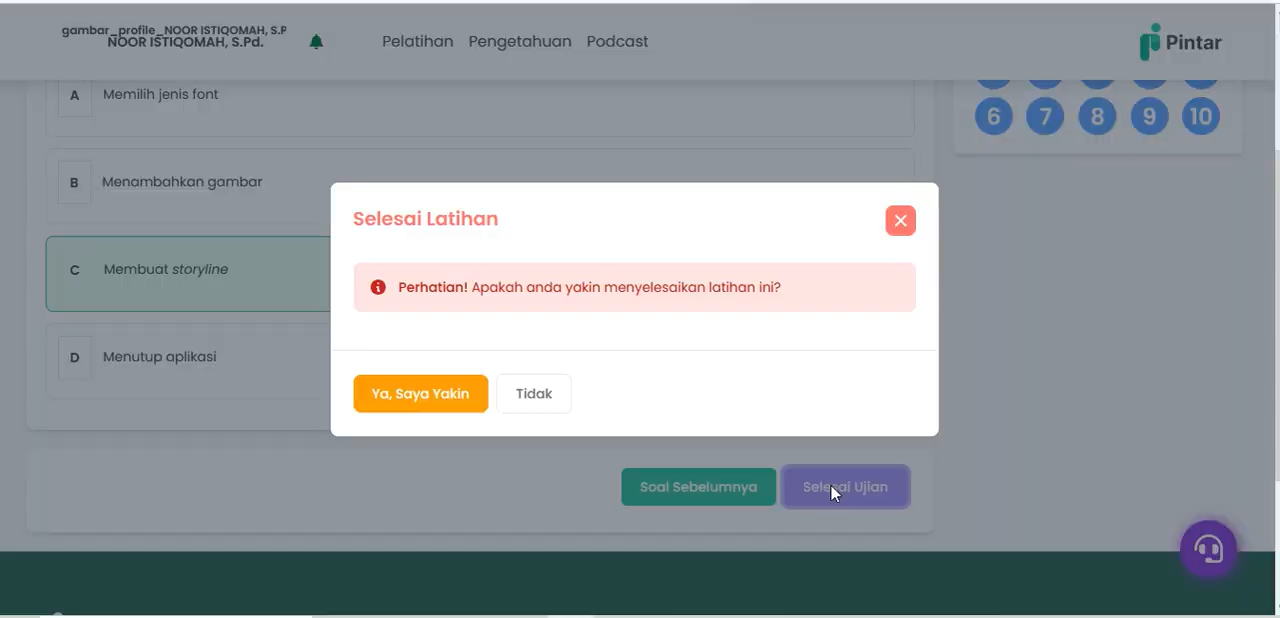 gambar_profile_NOOR ISTIQOMAH, S.P
NOOR ISTIQOMAH, S.Pd.
Pelatihan Pengetahuan Podcast
Pintar
A Memilih jenis font
6 7 8 9 10
B Menambahkan gambar
Selesai Latihan
C Membuat storyline
Perhatian! Apakah anda yakin menyelesaikan latihan ini?
D Menutup aplikasi
Ya, Saya Yakin Tidak
Soal Sebelumnya Selesai Ujian